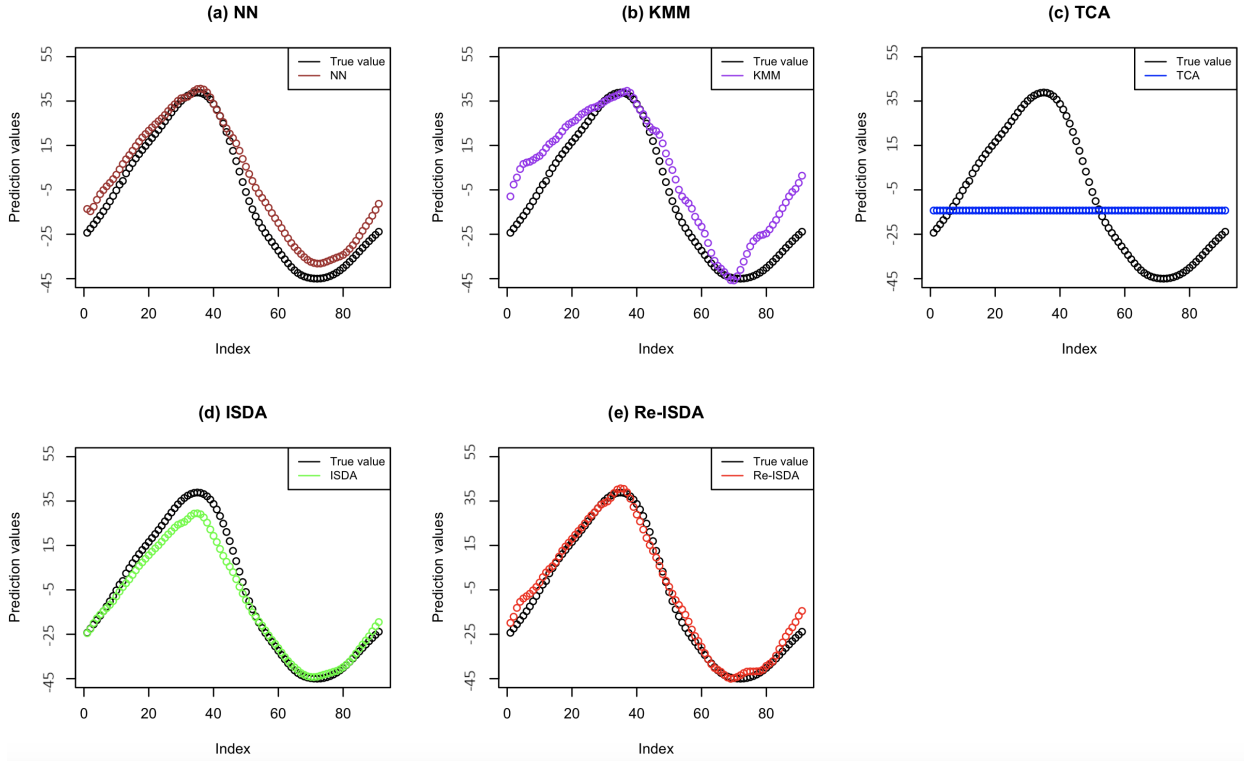 (a) NN
Prediction values
55
35
15
-5
-25
-45
True value
NN
0 20 40 60 80
Index
(b) KMM
Prediction values
55
35
15
-5
-25
-45
True value
KMM
0 20 40 60 80
Index
(c) TCA
Prediction values
55
35
15
-5
-25
-45
True value
TCA
0 20 40 60 80
Index
(d) ISDA
Prediction values
55
35
15
-5
-25
-45
True value
ISDA
0 20 40 60 80
Index
(e) Re-ISDA
Prediction values
55
35
15
-5
-25
-45
True value
Re-ISDA
0 20 40 60 80
Index